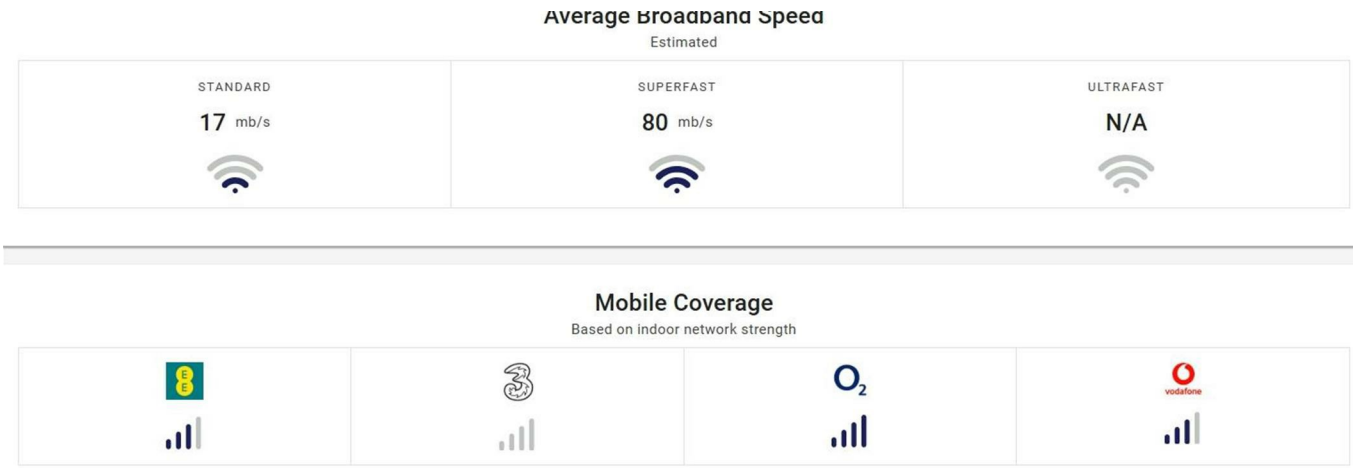 Average Broadband Speed
Estimated
STANDARD
17 mb/s
SUPERFAST
80 mb/s
ULTRAFAST
N/A
Mobile Coverage
Based on indoor network strength
E
E
3
O2
vodafone